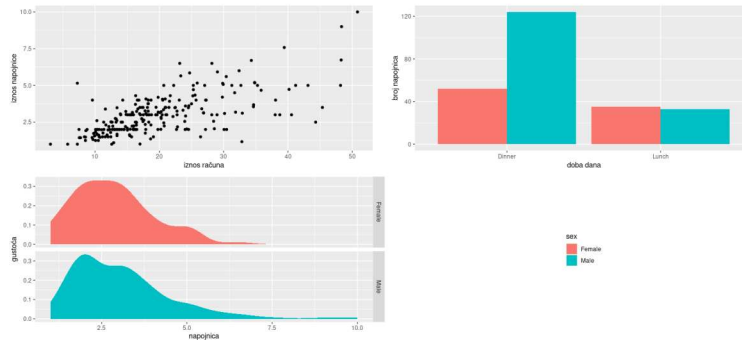 10.0
7.5
5.0
2.5
iznos napojnice
10
20
30
40
50
iznos računa
120
80
40
0
broj napojnica
Dinner
Lunch
doba dana
0.3
0.2
0.1
0.0
Female
0.3
0.2
0.1
0.0
Male
gustoća
2.5
5.0
7.5
10.0
napojnica
sex
Female
Male